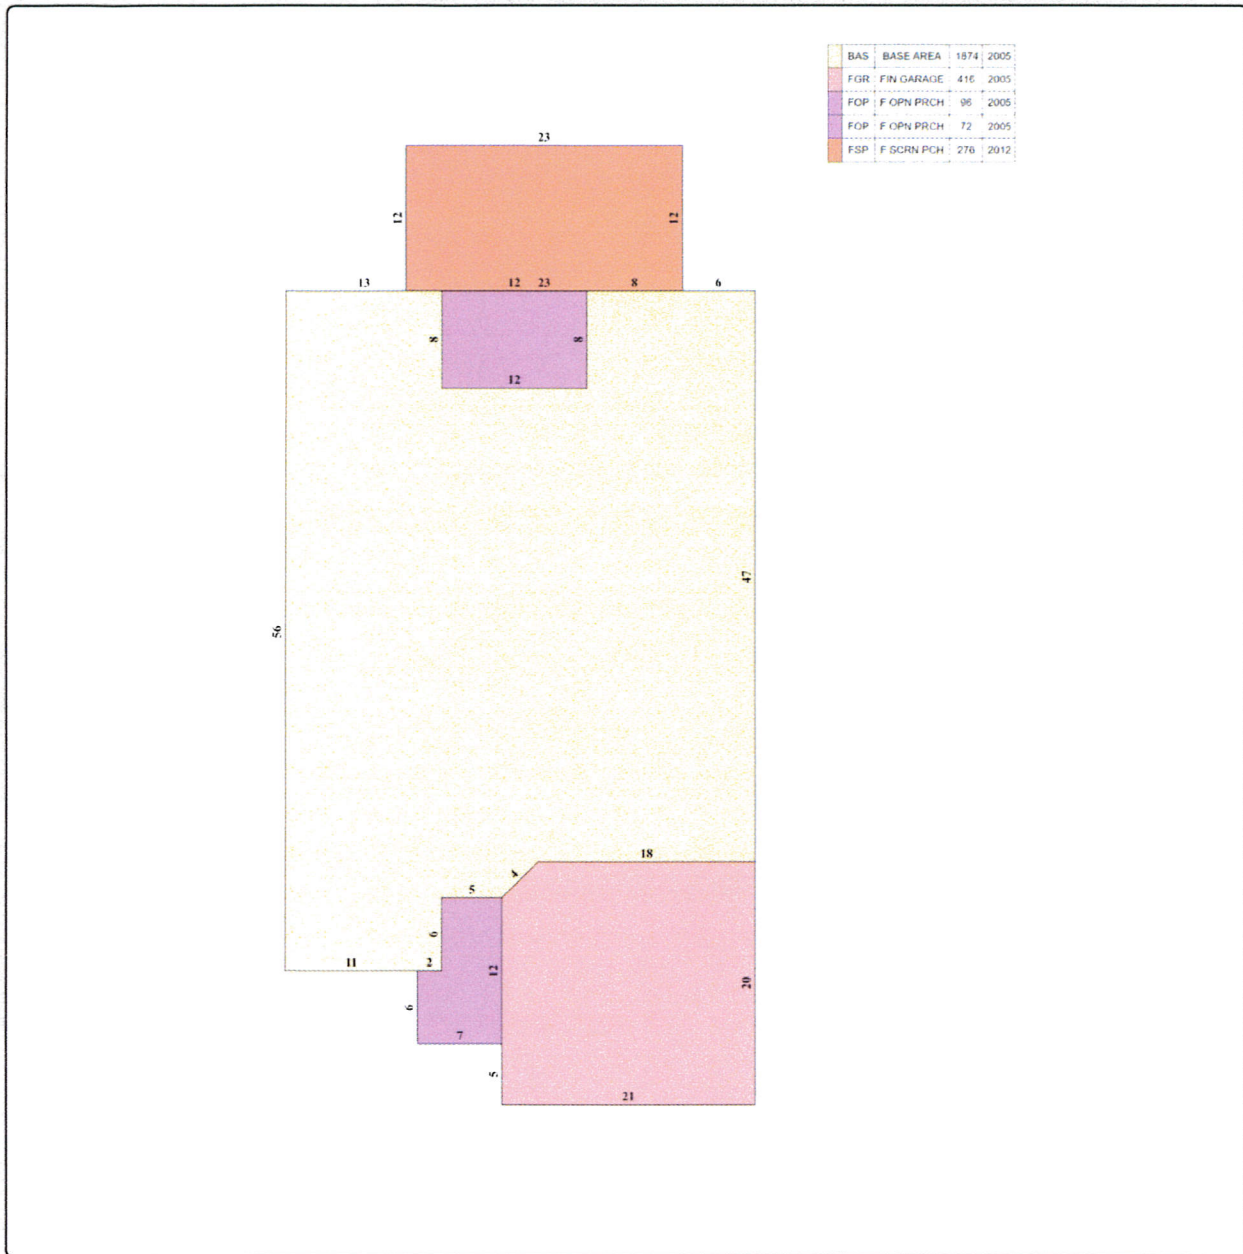 BAS BASE AREA 1874 2005
FGR FIN GARAGE 416 2005
FOP F OPN PRCH 96 2005
FOP F OPN PRCH 72 2005
FSP F SCRN PCH 276 2012
23
12 12
13 12 23 8 6
8 8
12
47
56
18
4
5
6
12
20
11 2
6
7
5
21